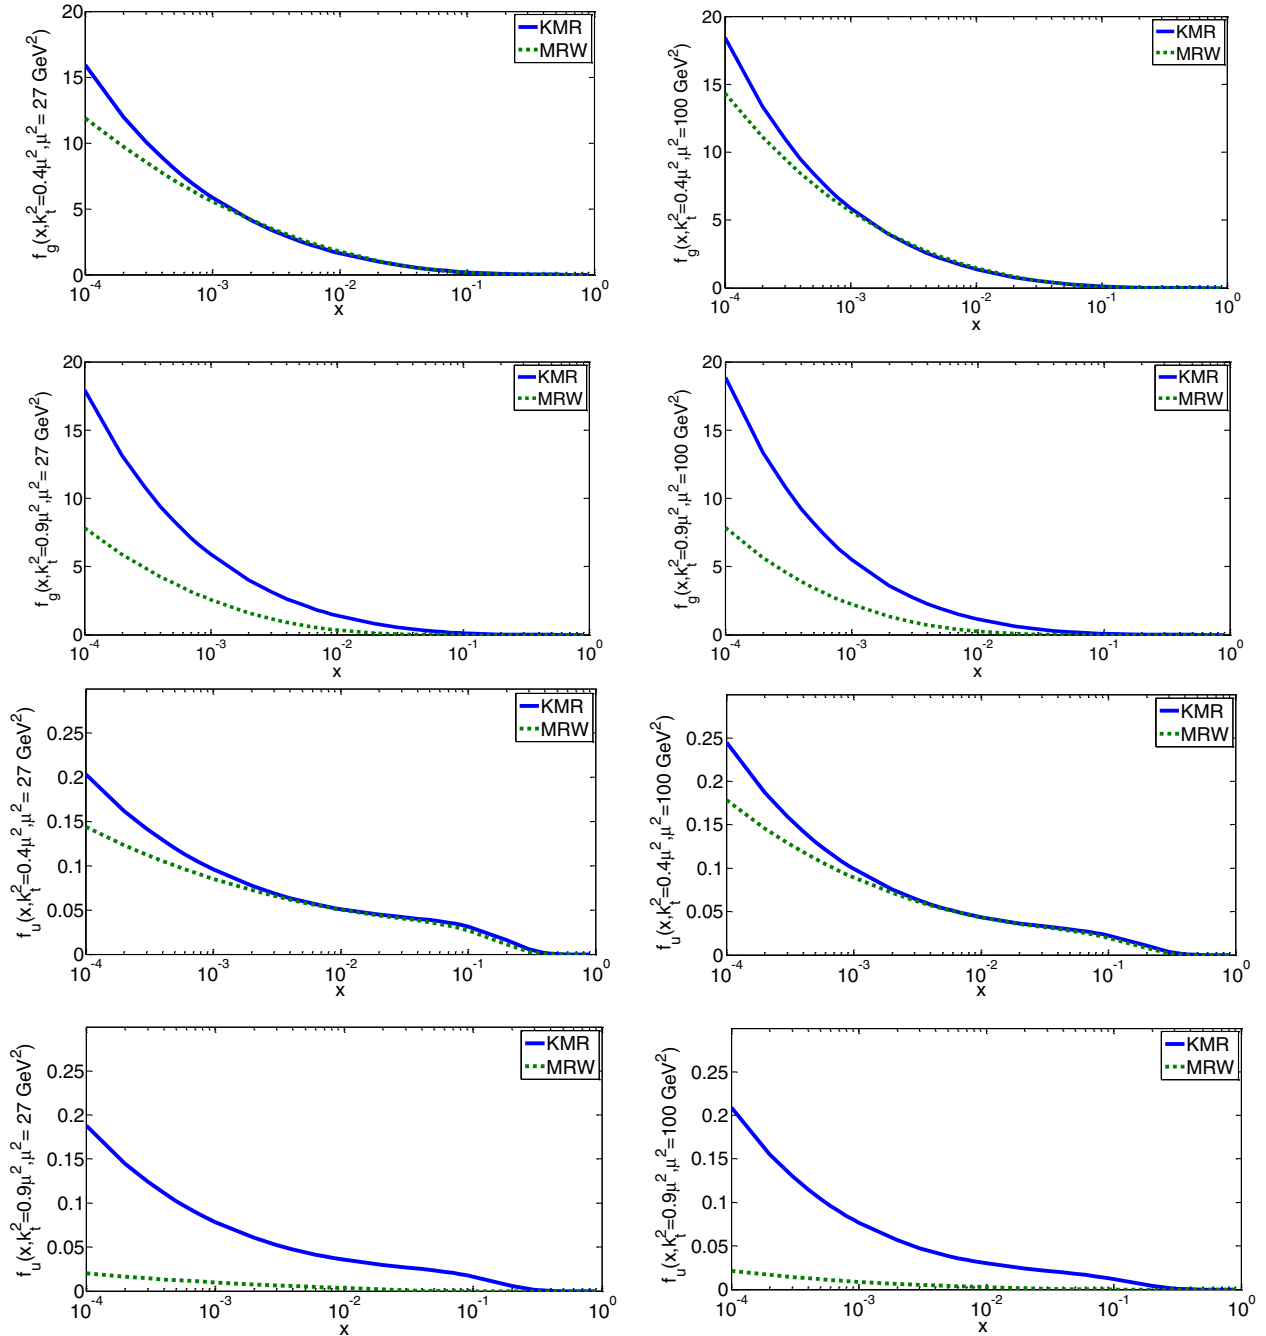 f_g(x,k_t^2=0.4μ^2,μ^2= 27 GeV^2)
20
15
10
5
0
KMR
MRW
10^-4
10^-3
10^-2
10^-1
10^0
x
f_g(x,k_t^2=0.4μ^2,μ^2=100 GeV^2)
20
15
10
5
0
KMR
MRW
10^-4
10^-3
10^-2
10^-1
10^0
x
f_g(x,k_t^2=0.9μ^2,μ^2= 27 GeV^2)
20
15
10
5
0
KMR
MRW
10^-4
10^-3
10^-2
10^-1
10^0
x
f_g(x,k_t^2=0.9μ^2,μ^2=100 GeV^2)
20
15
10
5
0
KMR
MRW
10^-4
10^-3
10^-2
10^-1
10^0
x
f_u(x,k_t^2=0.4μ^2,μ^2= 27 GeV^2)
0.25
0.2
0.15
0.1
0.05
0
KMR
MRW
10^-4
10^-3
10^-2
10^-1
10^0
x
f_u(x,k_t^2=0.4μ^2,μ^2=100 GeV^2)
0.25
0.2
0.15
0.1
0.05
0
KMR
MRW
10^-4
10^-3
10^-2
10^-1
10^0
x
f_u(x,k_t^2=0.9μ^2,μ^2= 27 GeV^2)
0.25
0.2
0.15
0.1
0.05
0
KMR
MRW
10^-4
10^-3
10^-2
10^-1
10^0
x
f_u(x,k_t^2=0.9μ^2,μ^2=100 GeV^2)
0.25
0.2
0.15
0.1
0.05
0
KMR
MRW
10^-4
10^-3
10^-2
10^-1
10^0
x